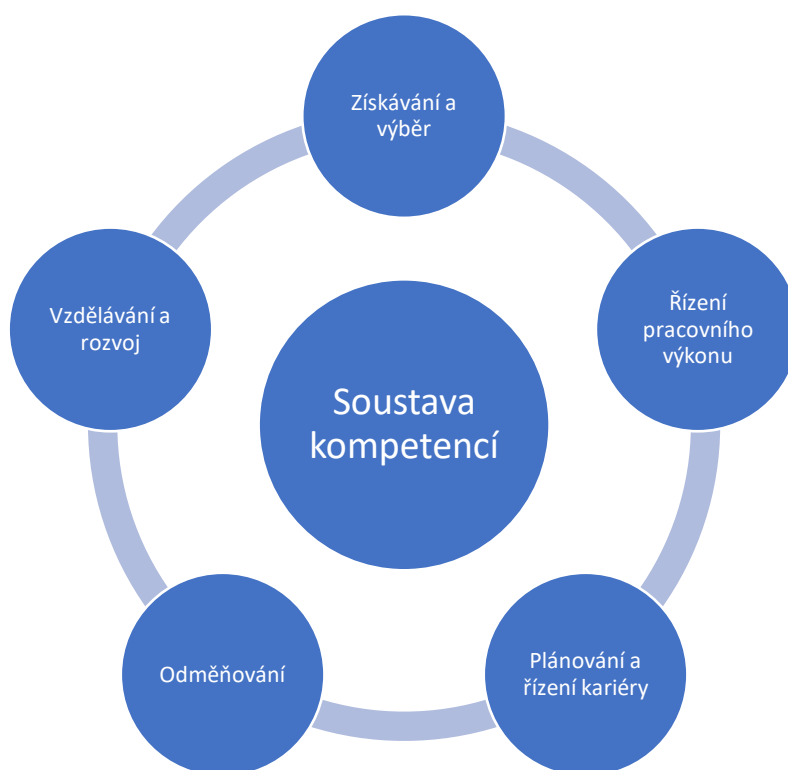 Získávání a
výběr
Řízení
pracovního
výkonu
Vzdělávání a
rozvoj
Soustava
kompetencí
Odměňování
Plánování a
řízení kariéry